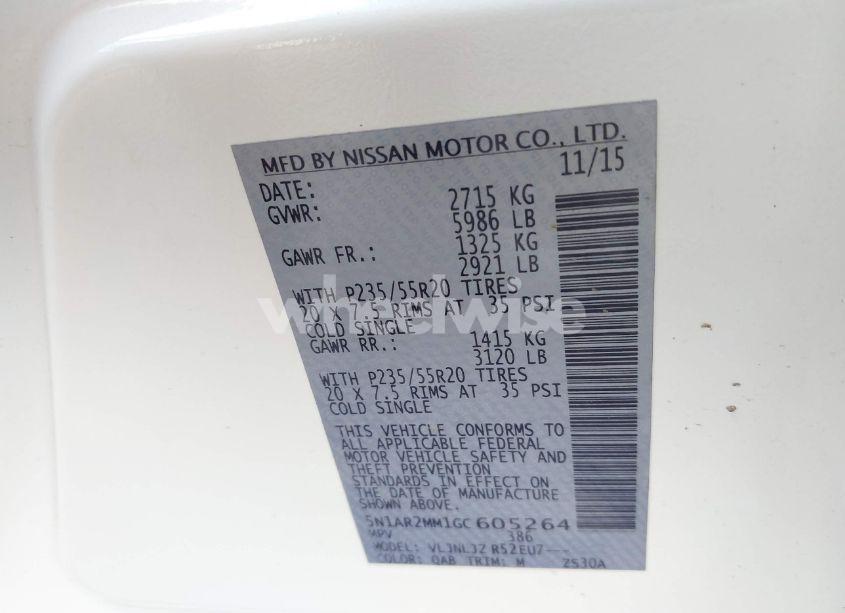 MFD BY NISSAN MOTOR CO., LTD.
DATE: 11/15
GVWR: 2715 KG
5986 LB
GAWR FR.: 1325 KG
2921 LB
WITH P235/55R20 TIRES
20 X 7.5 RIMS AT 35 PSI
COLD SINGLE
GAWR RR.: 1415 KG
3120 LB
WITH P235/55R20 TIRES
20 X 7.5 RIMS AT 35 PSI
COLD SINGLE
THIS VEHICLE CONFORMS TO
ALL APPLICABLE FEDERAL
MOTOR VEHICLE SAFETY AND
THEFT PREVENTION
STANDARDS IN EFFECT ON
THE DATE OF MANUFACTURE
SHOWN ABOVE.
5N1AR2MM1GC605264
MPV 386
MODEL: VLJNLJZ R52EU7---
COLOR: QAB TRIM: M ZS30A
wheelwise